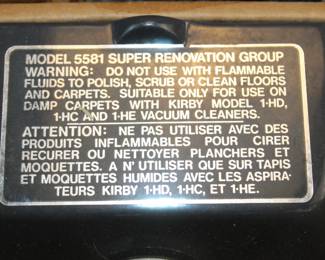 MODEL 5581 SUPER RENOVATION GROUP
WARNING: DO NOT USE WITH FLAMMABLE
FLUIDS TO POLISH, SCRUB OR CLEAN FLOORS
AND CARPETS. SUITABLE ONLY FOR USE ON
DAMP CARPETS WITH KIRBY MODEL 1-HD,
1-HC AND 1-HE VACUUM CLEANERS.
ATTENTION: NE PAS UTILISER AVEC DES
PRODUITS INFLAMMABLES POUR CIRER
RECURER OU NETTOYER PLANCHERS ET
MOQUETTES. A N' UTILISER QUE SUR TAPIS
ET MOQUETTES HUMIDES AVEC LES ASPIRA-
TEURS KIRBY 1-HD, 1-HC, ET 1-HE.